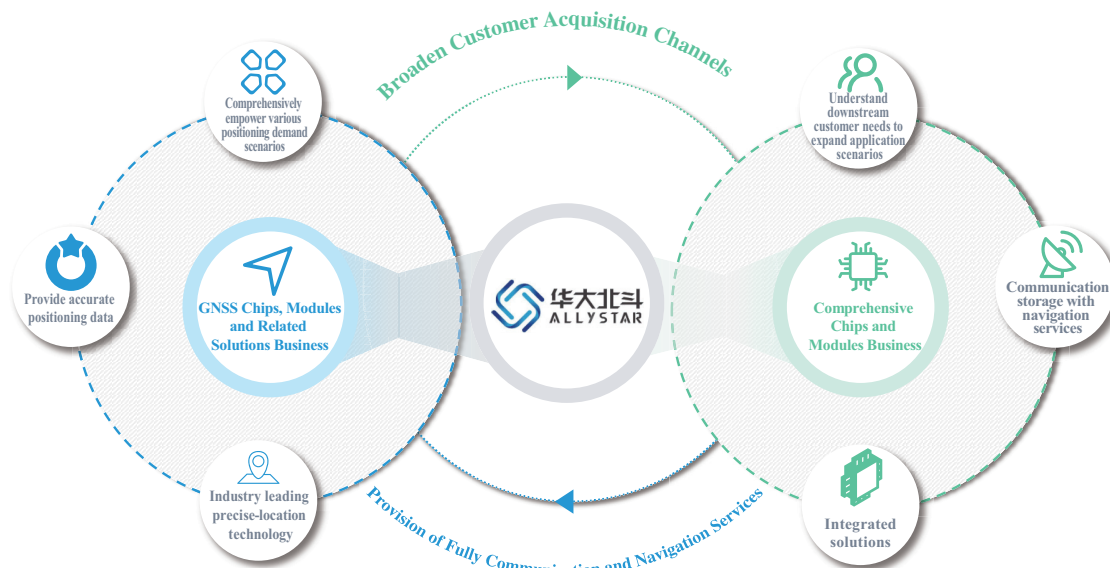 Broaden Customer Acquisition Channels
Comprehensively
empower various
positioning demand
scenarios
Understand
downstream
customer needs to
expand application
scenarios
Provide accurate
positioning data
GNSS Chips, Modules
and Related
Solutions Business
华大北斗
ALLYSTAR
Comprehensive
Chips and
Modules Business
Communication
storage with
navigation
services
Industry leading
precise-location
technology
Integrated
solutions
Provision of Fully Communication and Navigation Services